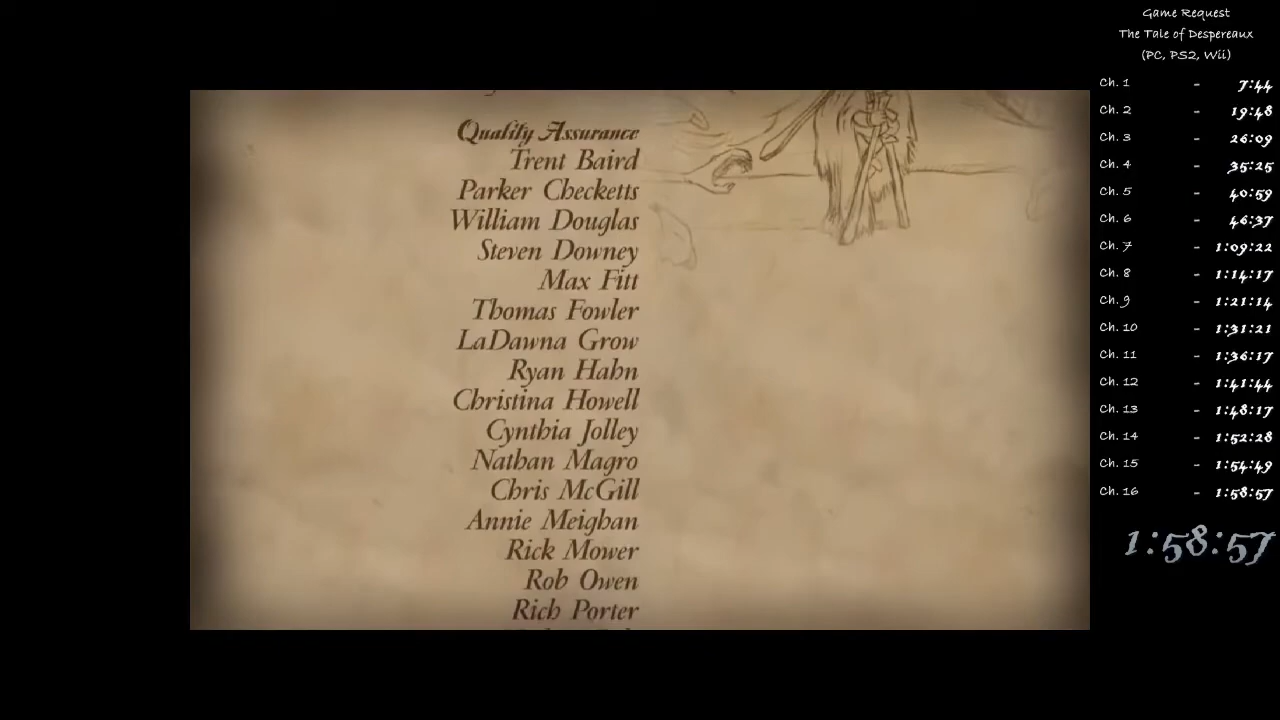 Quality Assurance
Trent Baird
Parker Checketts
William Douglas
Steven Downey
Max Fitt
Thomas Fowler
LaDawna Grow
Ryan Hahn
Christina Howell
Cynthia Jolley
Nathan Magro
Chris McGill
Annie Meighan
Rick Mower
Rob Owen
Rich Porter
Game Request
The Tale of Despereaux
(PC, PS2, Wii)
Ch. 1 - 7:44
Ch. 2 - 19:48
Ch. 3 - 26:09
Ch. 4 - 35:25
Ch. 5 - 40:59
Ch. 6 - 46:37
Ch. 7 - 1:09:22
Ch. 8 - 1:14:17
Ch. 9 - 1:21:14
Ch. 10 - 1:31:21
Ch. 11 - 1:36:17
Ch. 12 - 1:41:44
Ch. 13 - 1:48:17
Ch. 14 - 1:52:28
Ch. 15 - 1:54:49
Ch. 16 - 1:58:57
1:58:57